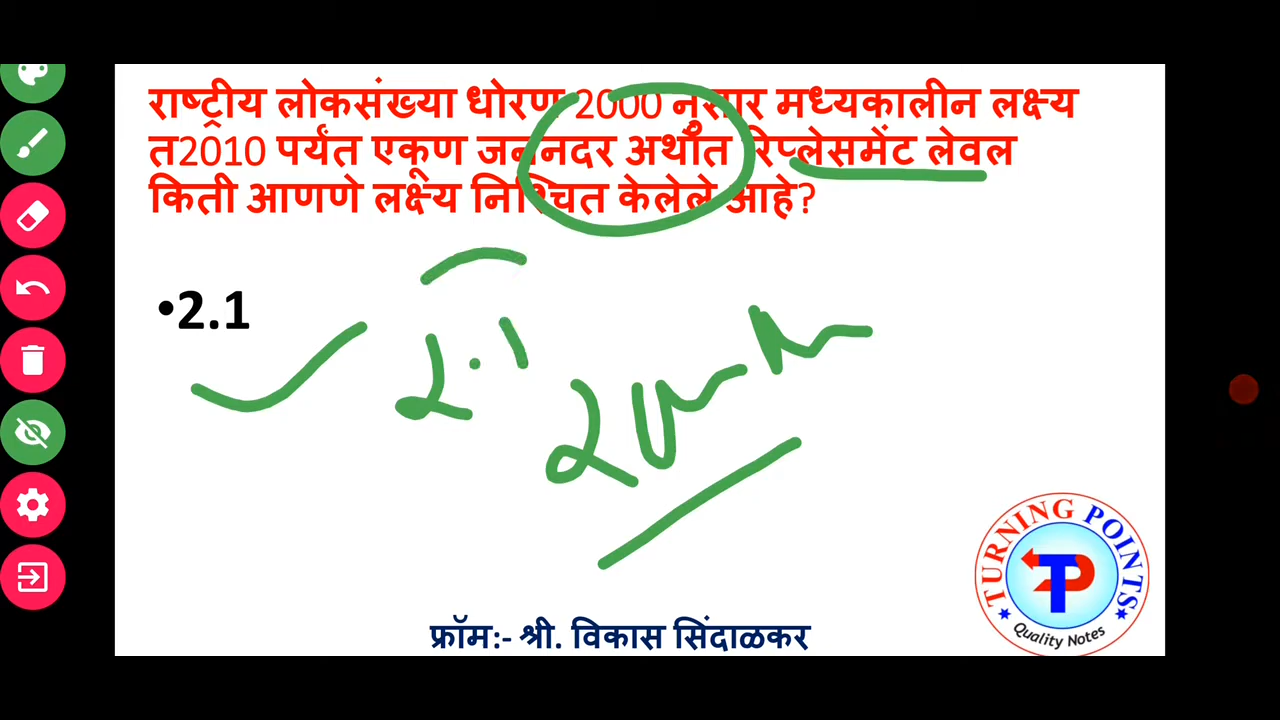 राष्ट्रीय लोकसंख्या धोरण 2000 नुसार मध्यकालीन लक्ष्य
त2010 पर्यंत एकूण जननदर अर्थात रिप्लेसमेंट लेवल
किती आणणे लक्ष्य निश्चित केलेले आहे?
•2.1
2.1
TURNING POINTS
TP
Quality Notes
फ्रॉम:- श्री. विकास सिंदाळकर